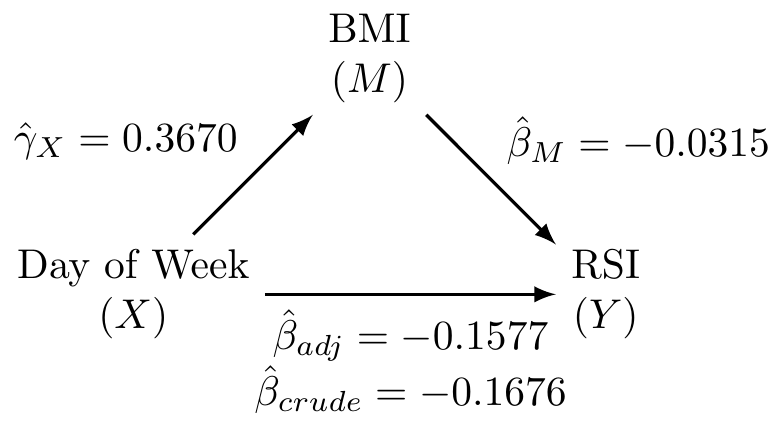 BMI
(M)
γ̂_X = 0.3670
β̂_M = −0.0315
Day of Week
(X)
RSI
(Y)
β̂_adj = −0.1577
β̂_crude = −0.1676